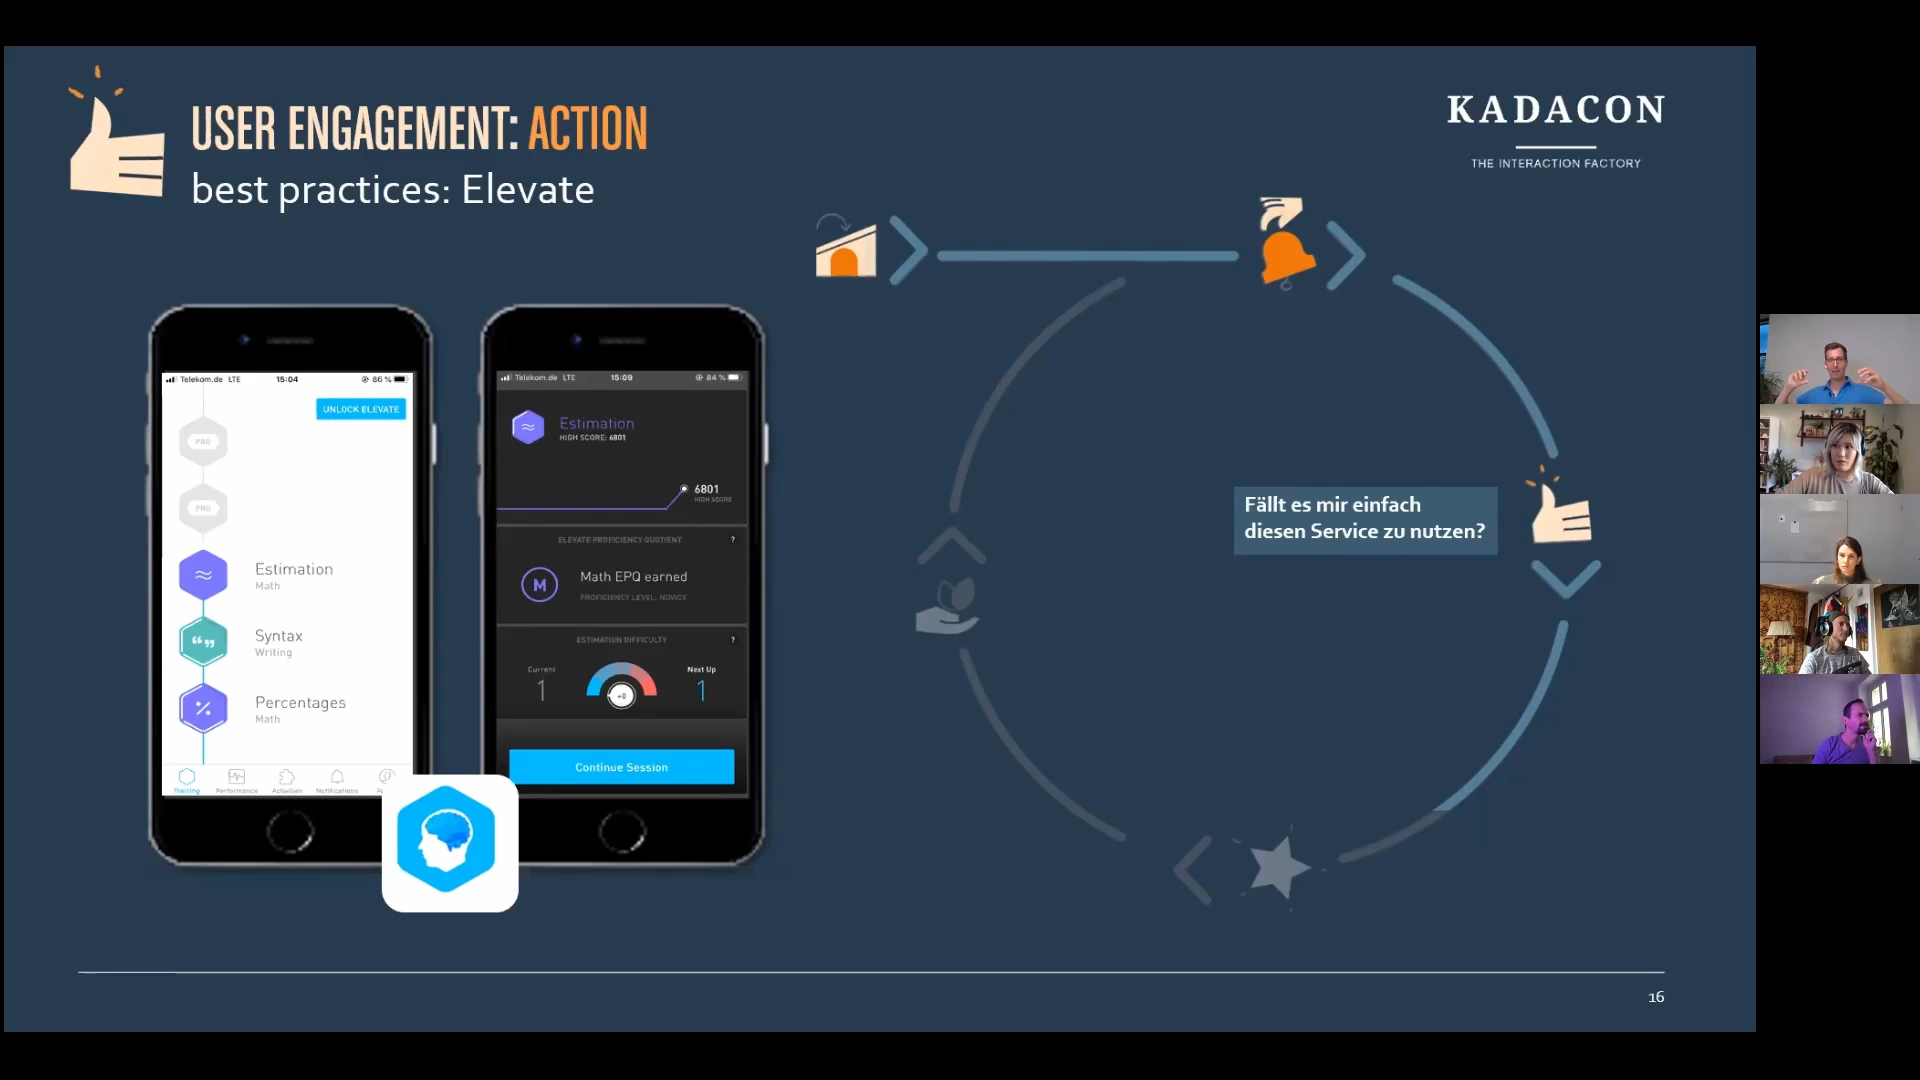 USER ENGAGEMENT: ACTION
best practices: Elevate
KADACON
THE INTERACTION FACTORY
Telekom.de LTE 15:04 86 %
UNLOCK ELEVATE
PRO
PRO
≈
Estimation
Math
Syntax
Writing
%
Percentages
Math
Training Performance Activities Notifications
Telekom.de LTE 15:09 84 %
≈
Estimation
HIGH SCORE: 6801
6801
HIGH SCORE
ELEVATE PROFICIENCY QUOTIENT ?
M
Math EPQ earned
PROFICIENCY LEVEL: NOVICE
ESTIMATION DIFFICULTY ?
Current
1
+0
Next Up
1
Continue Session
Fällt es mir einfach
diesen Service zu nutzen?
16